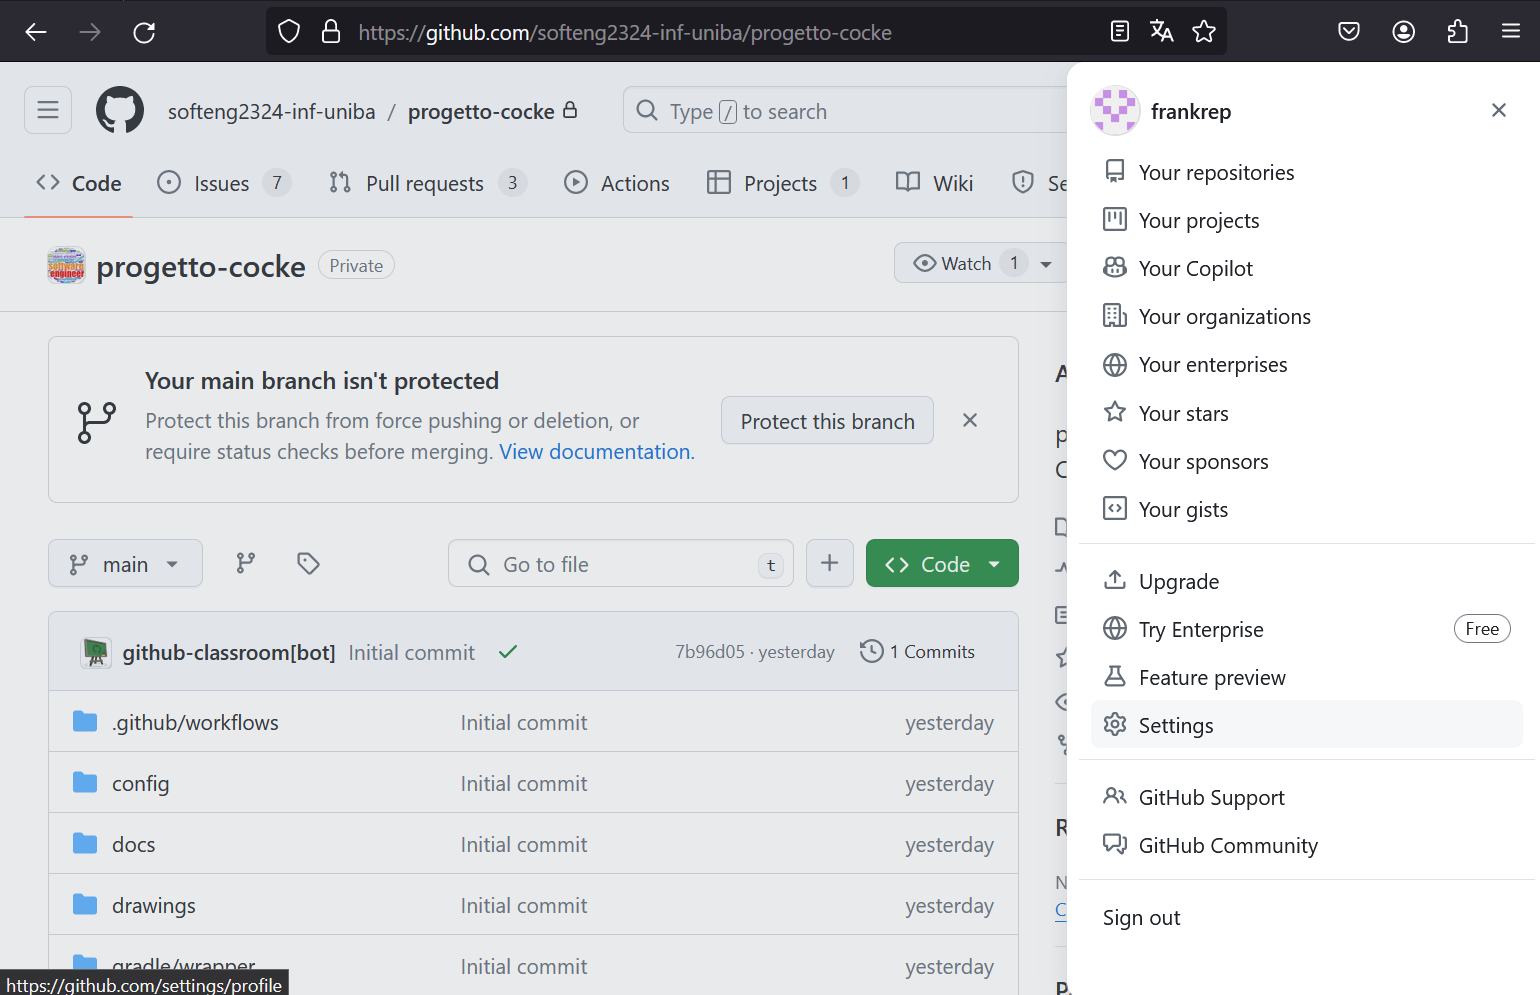 https://github.com/softeng2324-inf-uniba/progetto-cocke
softeng2324-inf-uniba / progetto-cocke
Type / to search
Code
Issues 7
Pull requests 3
Actions
Projects 1
Wiki
Se
progetto-cocke Private
Watch 1
Your main branch isn't protected
Protect this branch from force pushing or deletion, or
require status checks before merging. View documentation.
Protect this branch
main
Go to file t
Code
github-classroom[bot] Initial commit 7b96d05 · yesterday 1 Commits
.github/workflows Initial commit yesterday
config Initial commit yesterday
docs Initial commit yesterday
drawings Initial commit yesterday
gradle/wrapper Initial commit yesterday
https://github.com/settings/profile
frankrep
Your repositories
Your projects
Your Copilot
Your organizations
Your enterprises
Your stars
Your sponsors
Your gists
Upgrade
Try Enterprise Free
Feature preview
Settings
GitHub Support
GitHub Community
Sign out